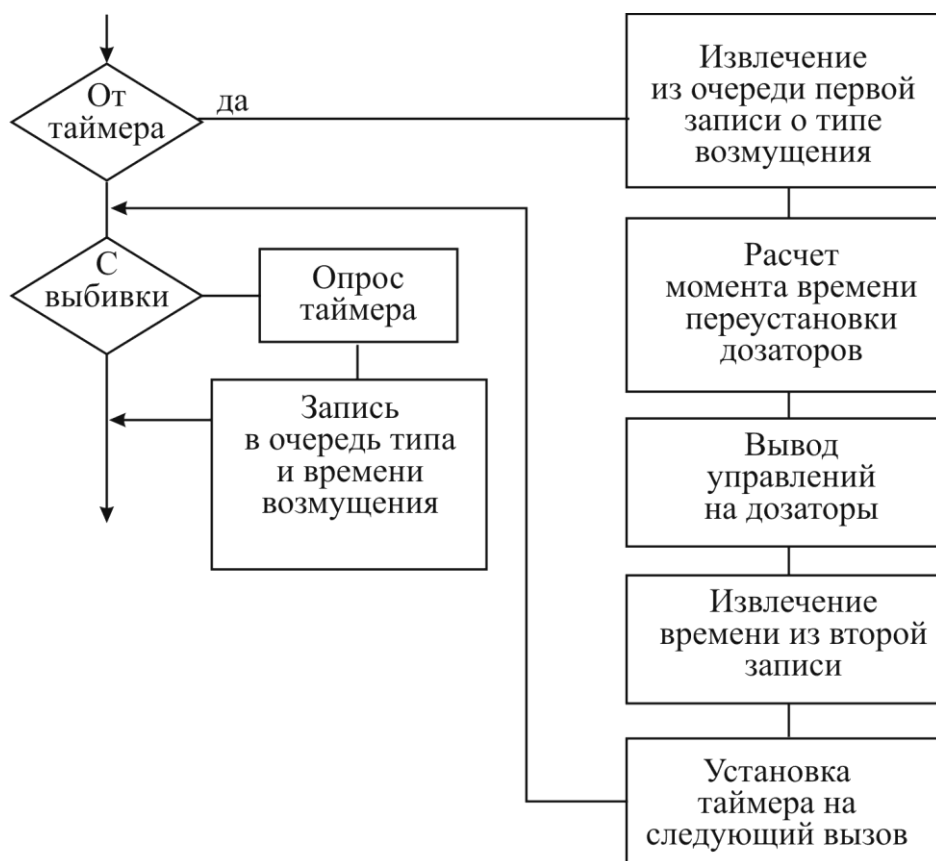 От
таймера
да
Извлечение
из очереди первой
записи о типе
возмущения
Расчет
момента времени
переустановки
дозаторов
Вывод
управлений
на дозаторы
Извлечение
времени из второй
записи
Установка
таймера на
следующий вызов
С
выбивки
Опрос
таймера
Запись
в очередь типа
и времени
возмущения